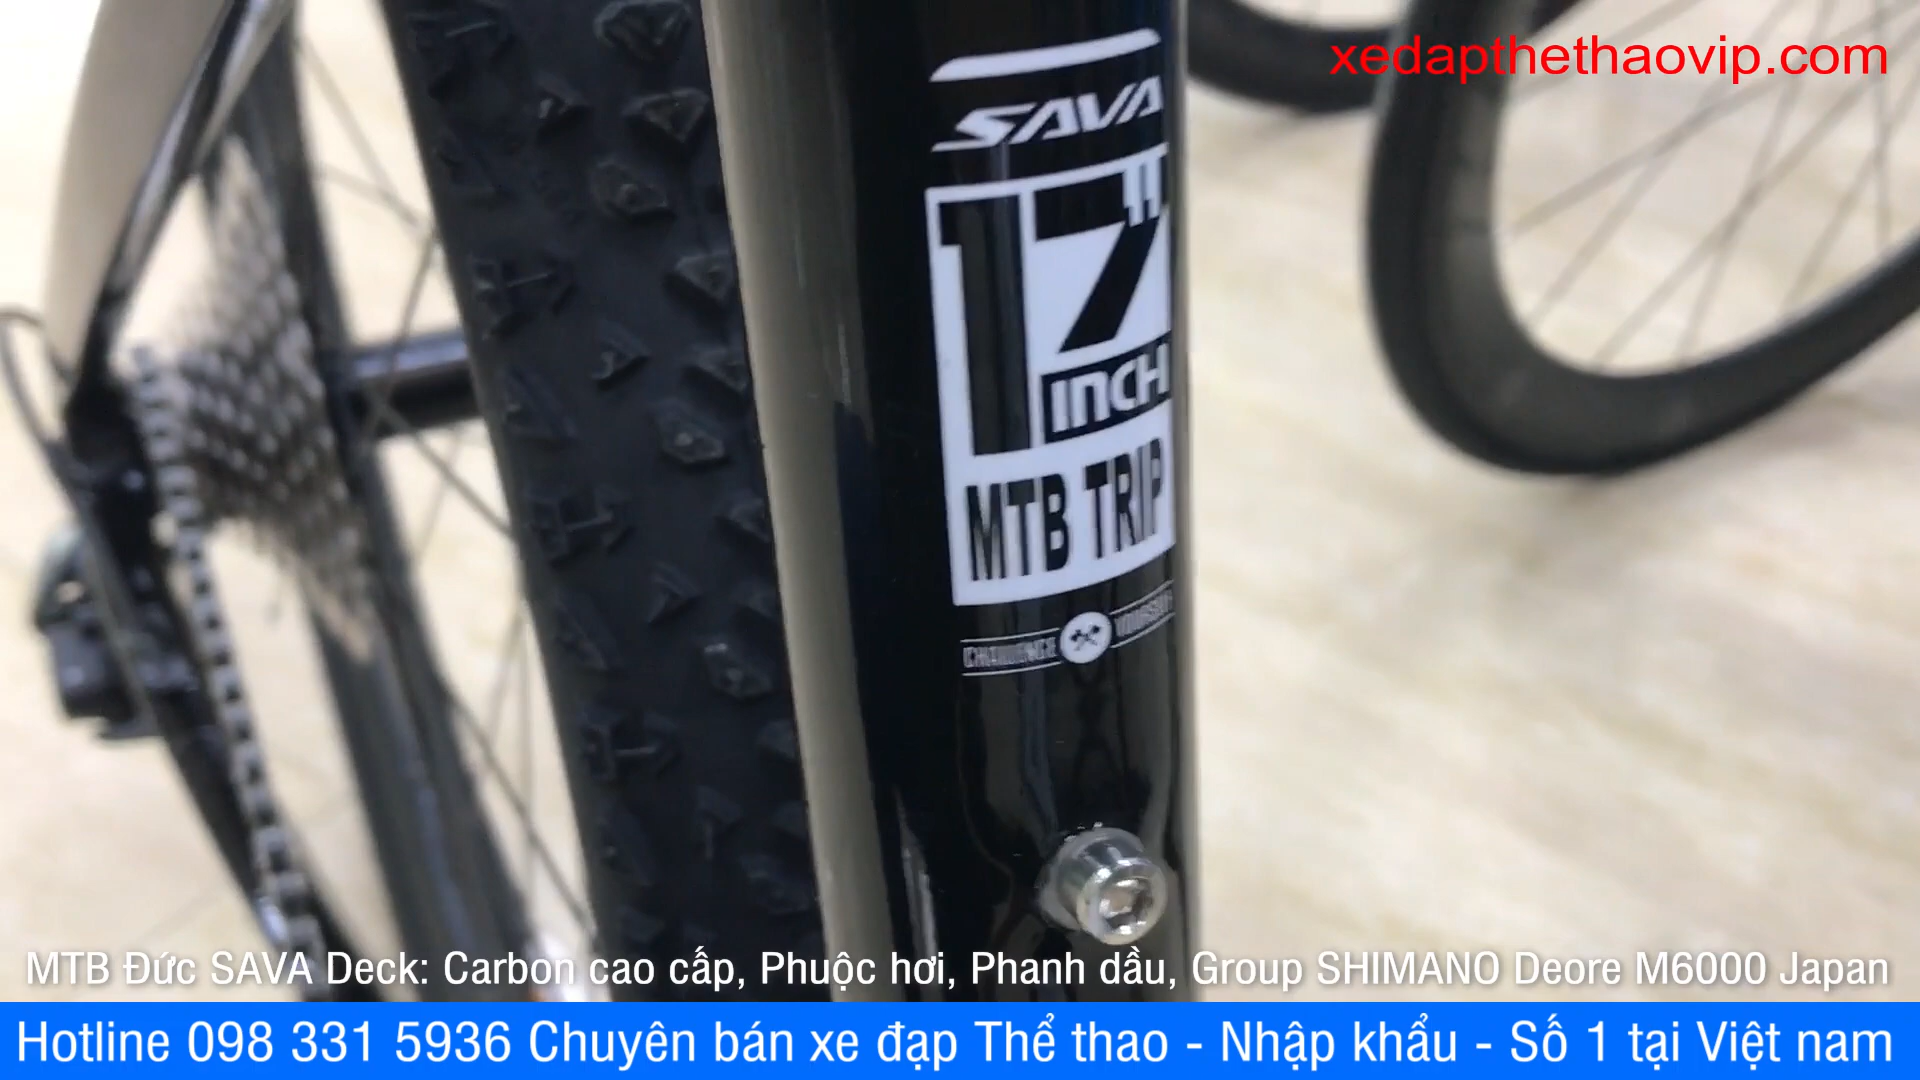 xedapthethaovip.com
SAVA
17"
INCH
MTB TRIP
CHALLENGE YOURSELF
MTB Đức SAVA Deck: Carbon cao cấp, Phuộc hơi, Phanh dầu, Group SHIMANO Deore M6000 Japan
Hotline 098 331 5936 Chuyên bán xe đạp Thể thao - Nhập khẩu - Số 1 tại Việt nam